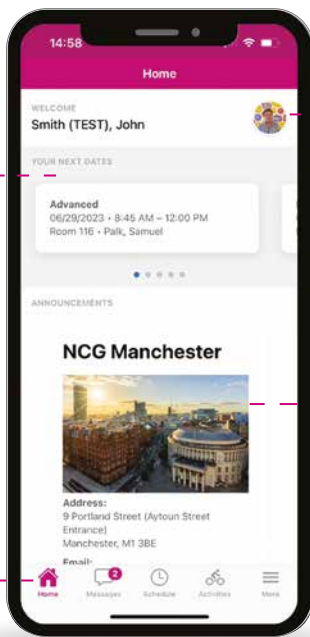 14:58
Home
WELCOME
Smith (TEST), John
YOUR NEXT DATES
Advanced
06/29/2023 • 8:45 AM – 12:00 PM
Room 116 • Palk, Samuel
ANNOUNCEMENTS
NCG Manchester
Address:
9 Portland Street (Aytoun Street
Entrance)
Manchester, M1 3BE
Email:
2
Home
Messages
Schedule
Activities
More